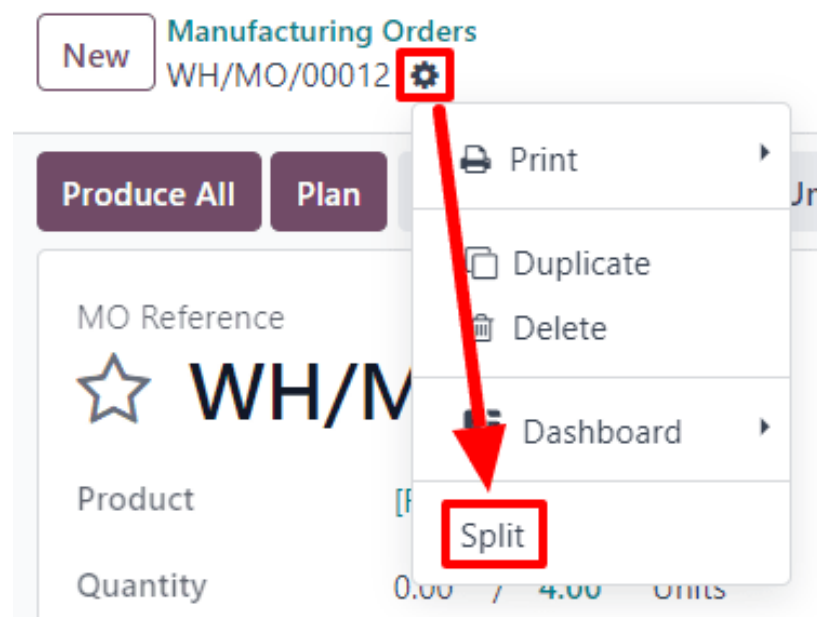 New
Manufacturing Orders
WH/MO/00012
Print
Produce All Plan
Duplicate
MO Reference
Delete
WH/M
Dashboard
Product
Split
Quantity 0.00 / 4.00 Units